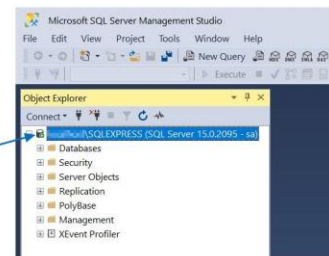 Microsoft SQL Server Management Studio
File Edit View Project Tools Window Help
New Query
Execute
Object Explorer
Connect
\SQLEXPRESS (SQL Server 15.0.2095 - sa)
Databases
Security
Server Objects
Replication
PolyBase
Management
XEvent Profiler